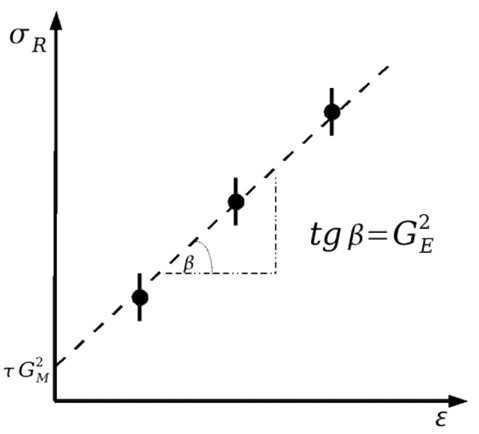 σ_R
tg β = G_E^2
β
τ G_M^2
ε